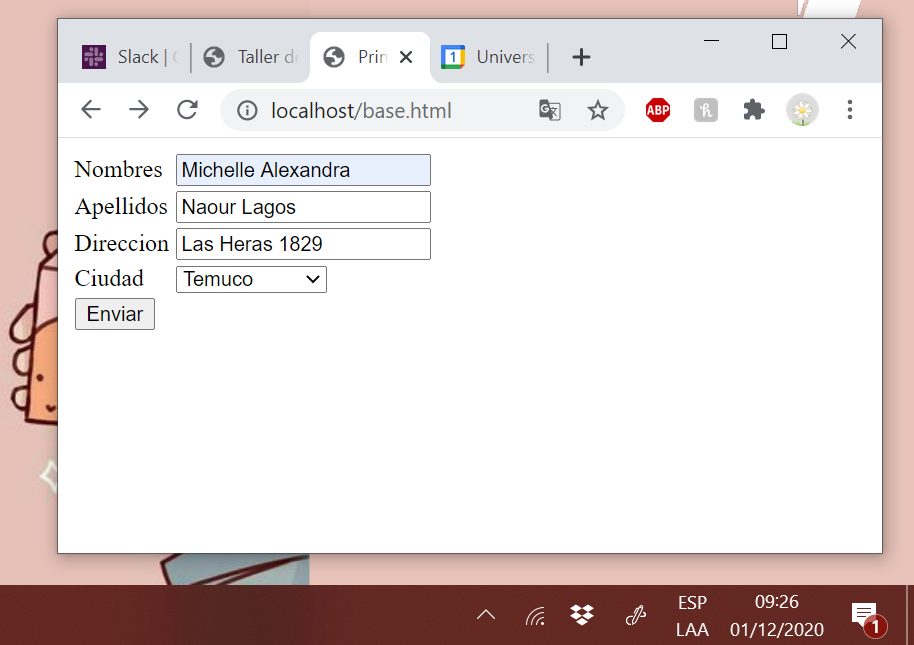 Slack | Taller d Prin Univers
localhost/base.html ABP
Nombres Michelle Alexandra
Apellidos Naour Lagos
Direccion Las Heras 1829
Ciudad Temuco
Enviar
ESP 09:26
LAA 01/12/2020 1